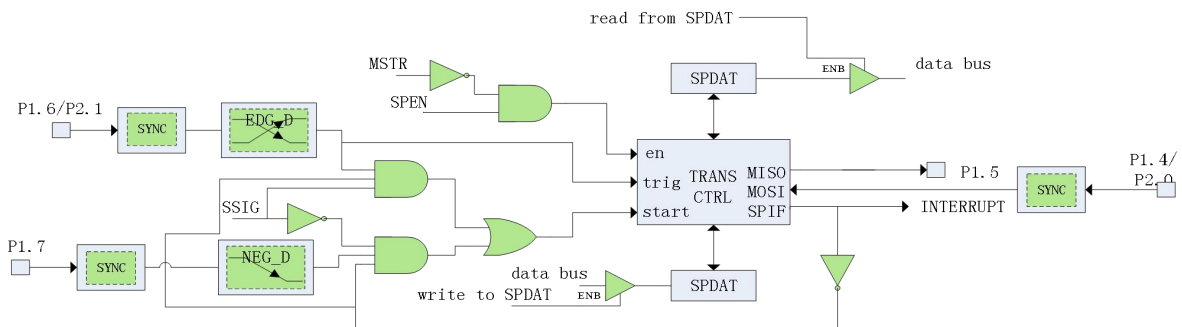 read from SPDAT
MSTR
ENB
data bus
SPDAT
P1.6/P2.1
SPEN
EDG_D
SYNC
en
TRANS
MISO
P1.5
P1.4/
P2.0
trig
CTRL
MOSI
SYNC
SSIG
start
SPIF
INTERRUPT
P1.7
NEG_D
SYNC
data bus
SPDAT
write to SPDAT
ENB